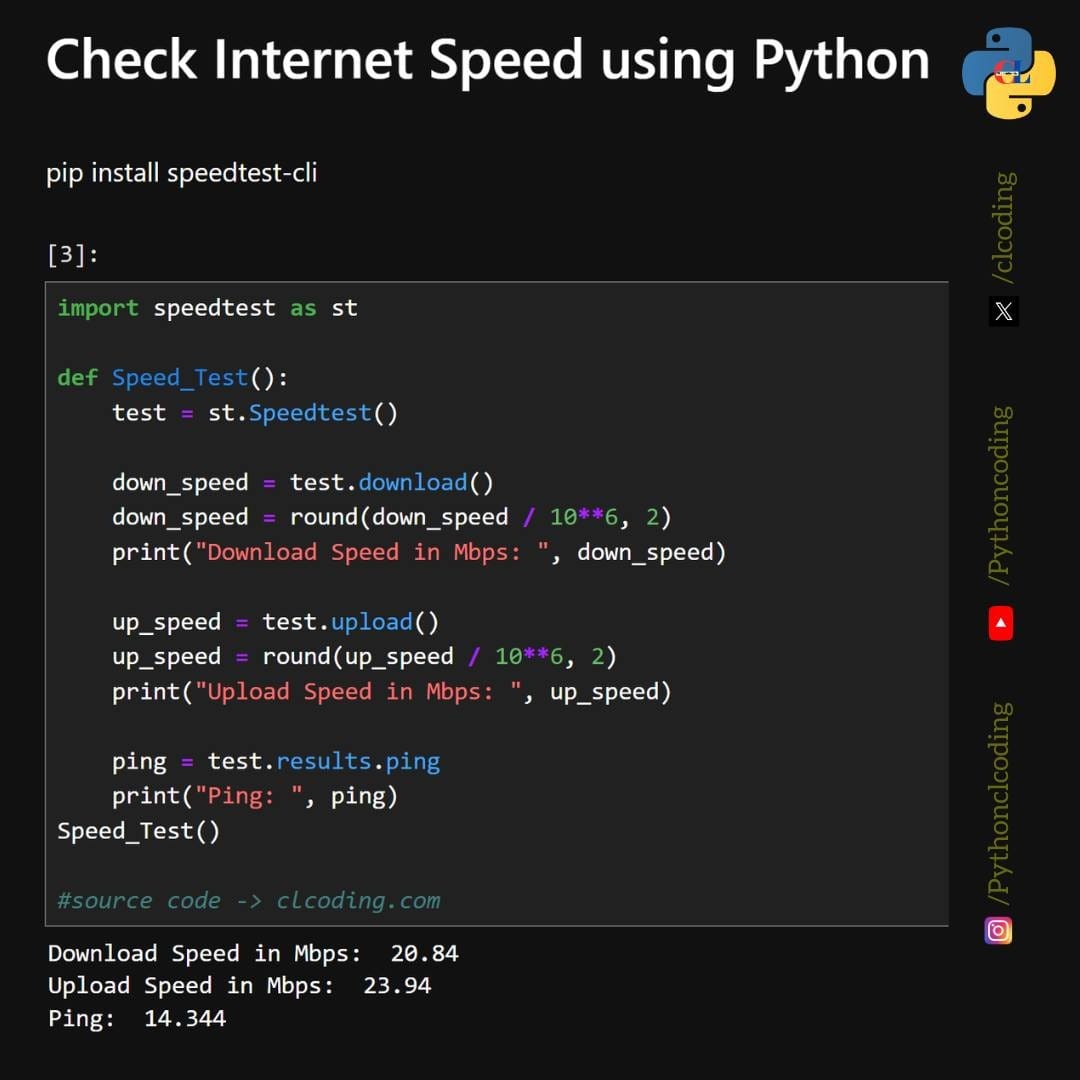 Check Internet Speed using Python
CL
pip install speedtest-cli
[3]:
import speedtest as st
def Speed_Test():
    test = st.Speedtest()
    down_speed = test.download()
    down_speed = round(down_speed / 10**6, 2)
    print("Download Speed in Mbps: ", down_speed)
    up_speed = test.upload()
    up_speed = round(up_speed / 10**6, 2)
    print("Upload Speed in Mbps: ", up_speed)
    ping = test.results.ping
    print("Ping: ", ping)
Speed_Test()
#source code -> clcoding.com
Download Speed in Mbps:  20.84
Upload Speed in Mbps:  23.94
Ping:  14.344
/clcoding
/Pythoncoding
/Pythonclcoding